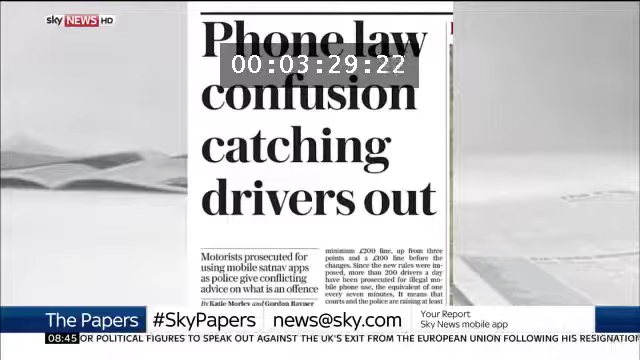 sky NEWS HD
Phone law
00:03:29:22
confusion
catching
drivers out
Motorists prosecuted for
using mobile satnav apps
as police give conflicting
advice on what is an offence
By Katie Morley and Gordon Rayner
minimum £200 fine, up from three
points and a £100 fine before the
changes. Since the new rules were im-
posed, more than 200 drivers a day
have been prosecuted for illegal mo-
bile phone use, the equivalent of one
every seven minutes. It means that
courts and the police are raising at least
The Papers
#SkyPapers
news@sky.com
Your Report
Sky News mobile app
08:45 OR POLITICAL FIGURES TO SPEAK OUT AGAINST THE UK'S EXIT FROM THE EUROPEAN UNION FOLLOWING HIS RESIGNATION